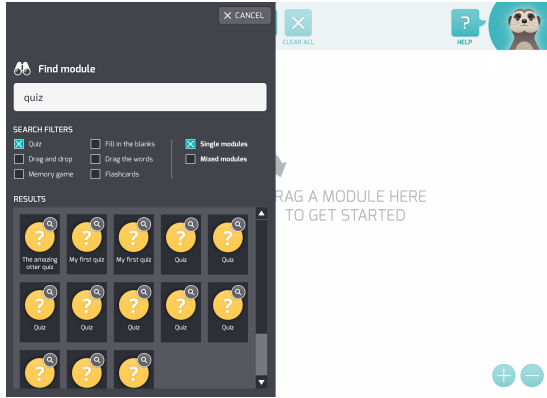 CANCEL
CLEAR ALL
?
HELP
Find module
quiz
SEARCH FILTERS
Quiz
Fill in the blanks
Single modules
Drag and drop
Drag the words
Mixed modules
Memory game
Flashcards
RESULTS
RAG A MODULE HERE
TO GET STARTED
? ? ? ? ?
The amazing
otter quiz
My first quiz
My first quiz
Quiz
Quiz
? ? ? ? ?
Quiz
Quiz
Quiz
Quiz
Quiz
? ? ?